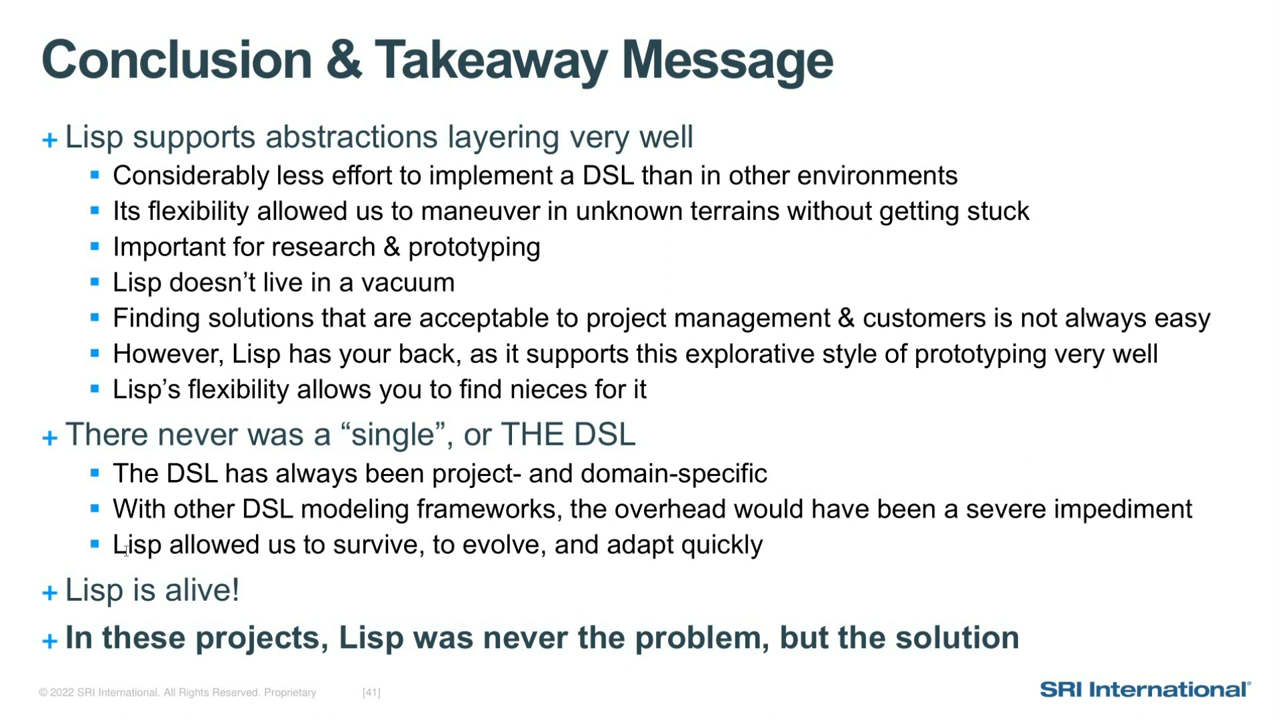 Conclusion & Takeaway Message
+ Lisp supports abstractions layering very well
▪ Considerably less effort to implement a DSL than in other environments
▪ Its flexibility allowed us to maneuver in unknown terrains without getting stuck
▪ Important for research & prototyping
▪ Lisp doesn’t live in a vacuum
▪ Finding solutions that are acceptable to project management & customers is not always easy
▪ However, Lisp has your back, as it supports this explorative style of prototyping very well
▪ Lisp’s flexibility allows you to find nieces for it
+ There never was a “single”, or THE DSL
▪ The DSL has always been project- and domain-specific
▪ With other DSL modeling frameworks, the overhead would have been a severe impediment
▪ Lisp allowed us to survive, to evolve, and adapt quickly
+ Lisp is alive!
+ In these projects, Lisp was never the problem, but the solution
© 2022 SRI International. All Rights Reserved. Proprietary [41]
SRI International®